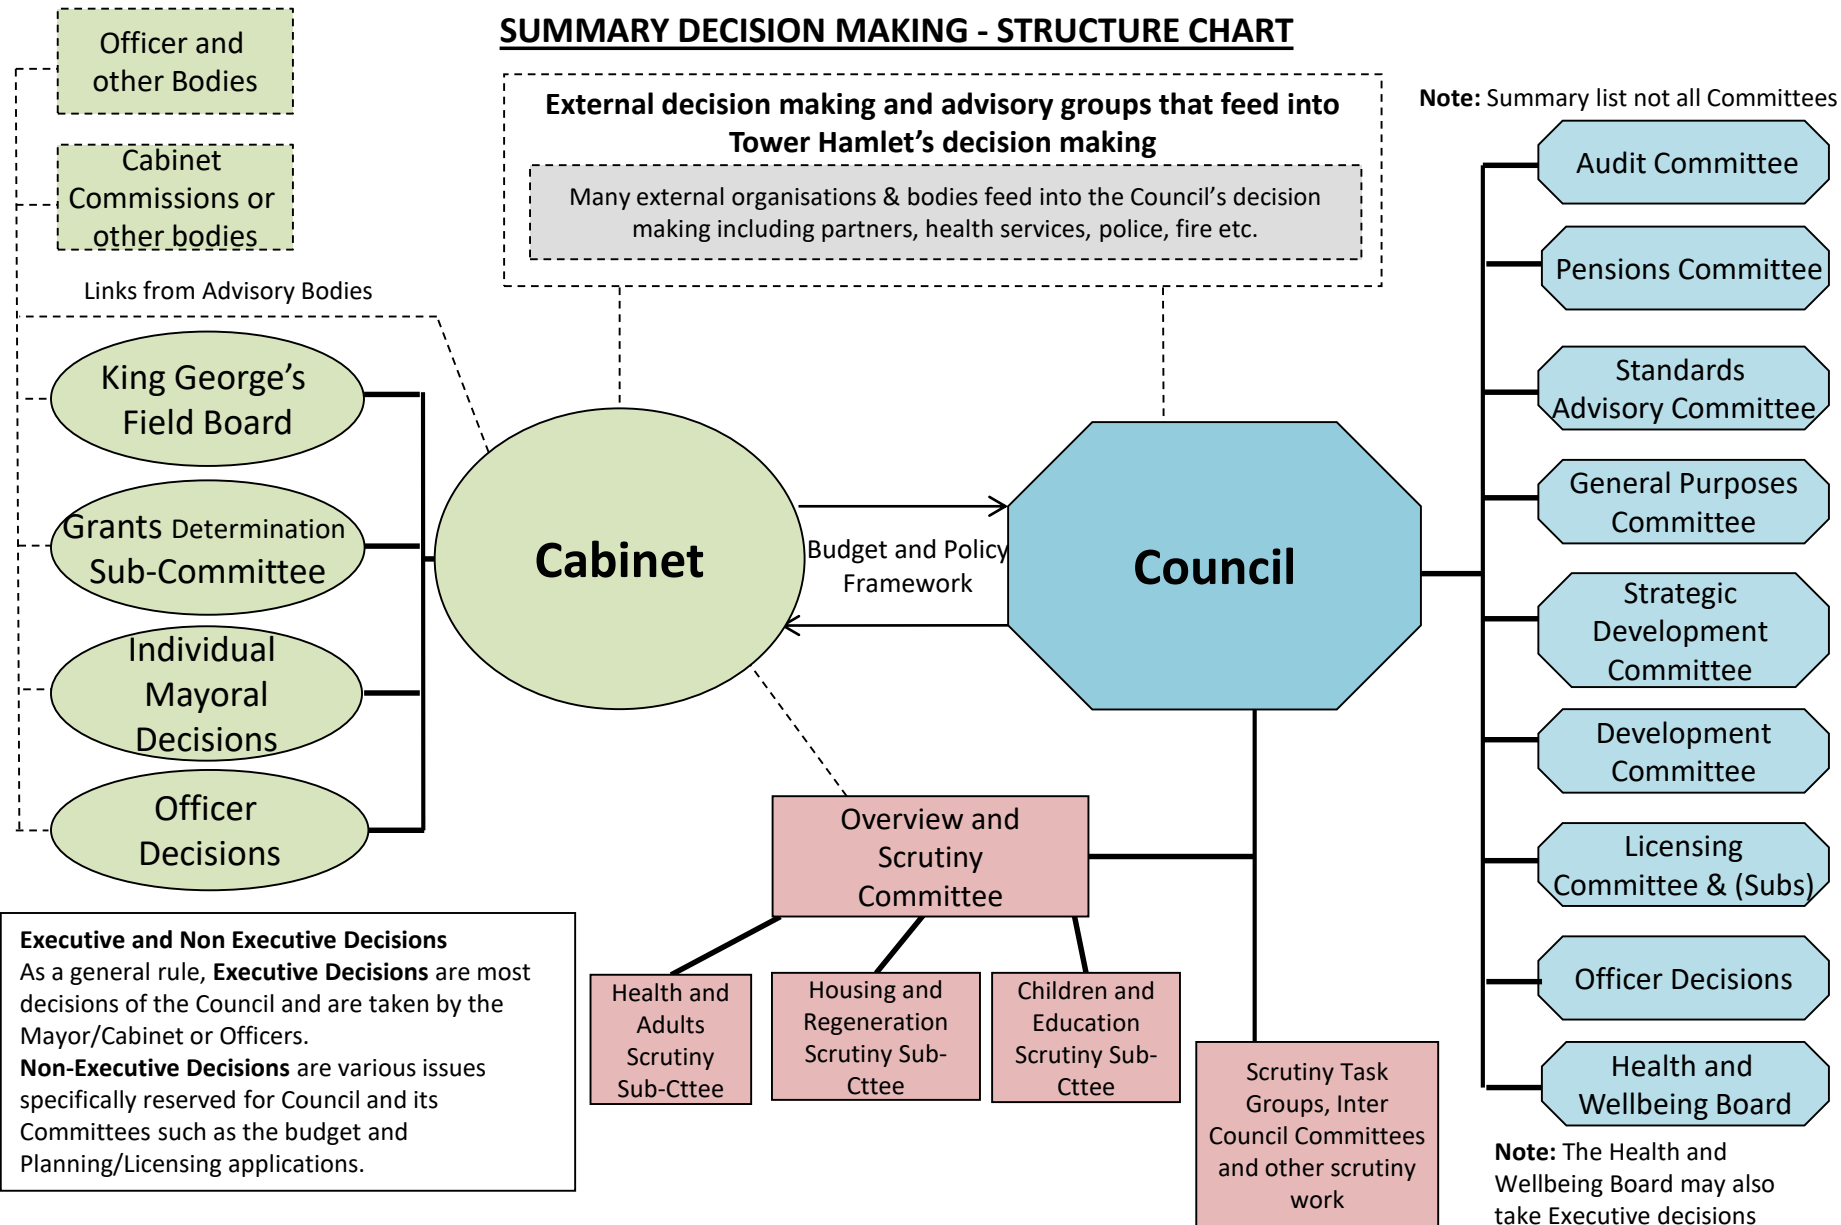 SUMMARY DECISION MAKING - STRUCTURE CHART
Officer and
other Bodies
Cabinet
Commissions or
other bodies
Links from Advisory Bodies
External decision making and advisory groups that feed into
Tower Hamlet’s decision making
Many external organisations & bodies feed into the Council’s decision
making including partners, health services, police, fire etc.
Note: Summary list not all Committees
King George’s
Field Board
Grants Determination
Sub-Committee
Individual
Mayoral
Decisions
Officer
Decisions
Cabinet
Budget and Policy
Framework
Council
Audit Committee
Pensions Committee
Standards
Advisory Committee
General Purposes
Committee
Strategic
Development
Committee
Development
Committee
Licensing
Committee & (Subs)
Officer Decisions
Health and
Wellbeing Board
Note: The Health and
Wellbeing Board may also
take Executive decisions
Overview and
Scrutiny
Committee
Health and
Adults
Scrutiny
Sub-Cttee
Housing and
Regeneration
Scrutiny Sub-
Cttee
Children and
Education
Scrutiny Sub-
Cttee
Scrutiny Task
Groups, Inter
Council Committees
and other scrutiny
work
Executive and Non Executive Decisions
As a general rule, Executive Decisions are most
decisions of the Council and are taken by the
Mayor/Cabinet or Officers.
Non-Executive Decisions are various issues
specifically reserved for Council and its
Committees such as the budget and
Planning/Licensing applications.